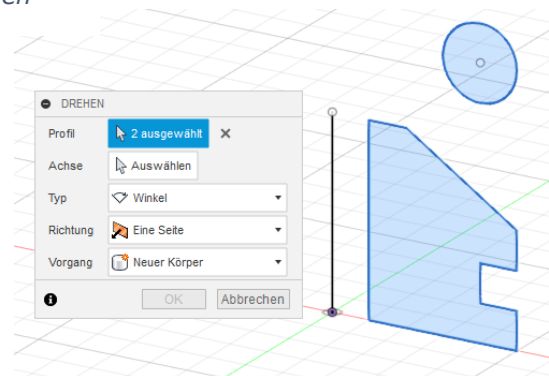 en
DREHEN
Profil 2 ausgewählt
Achse Auswählen
Typ Winkel
Richtung Eine Seite
Vorgang Neuer Körper
OK Abbrechen